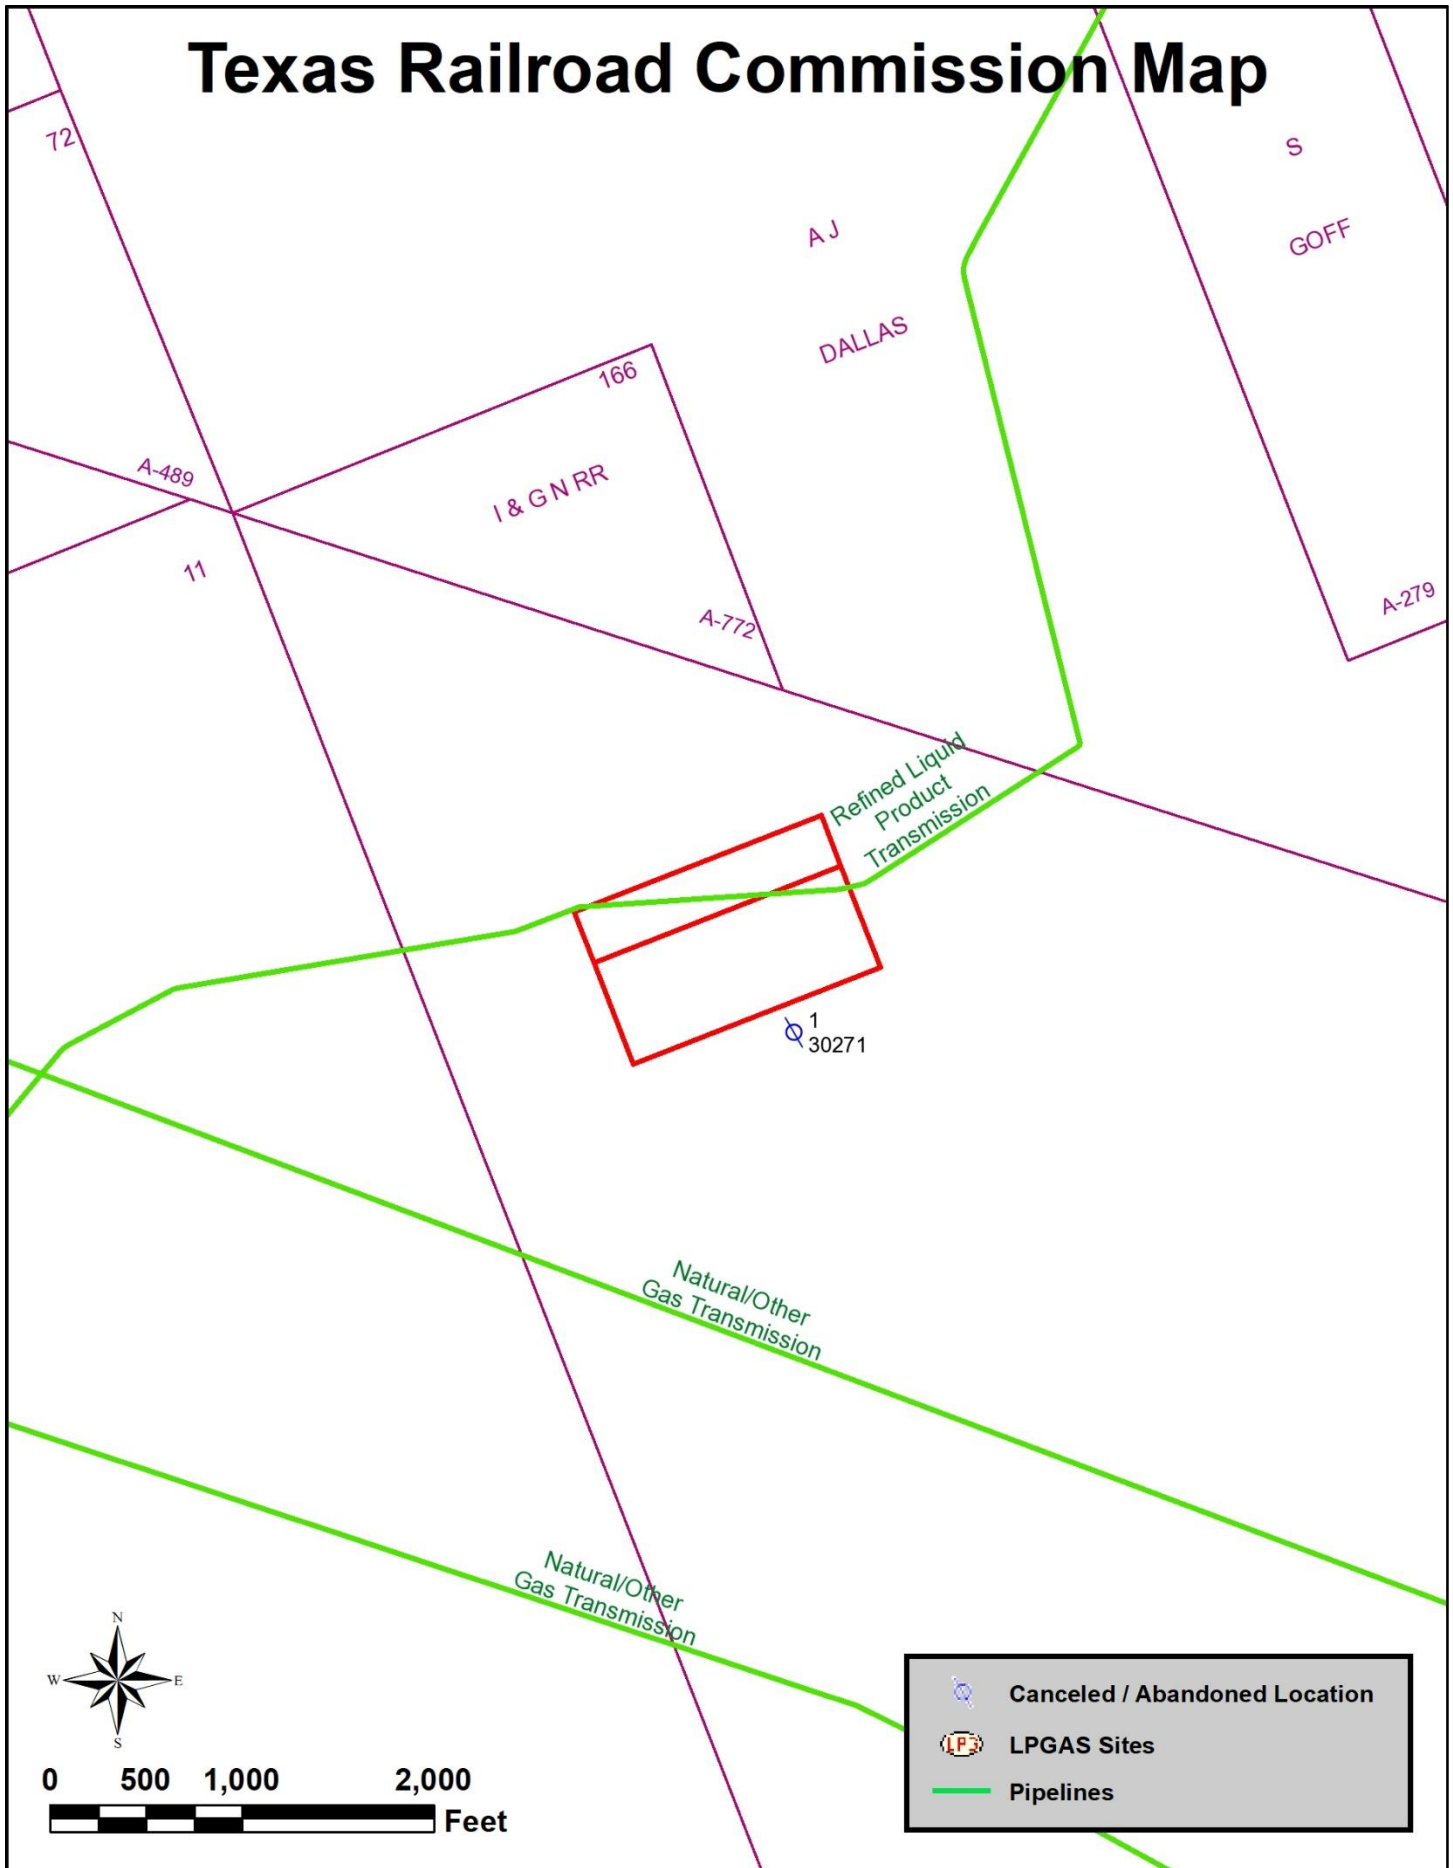 Texas Railroad Commission Map
72
S
GOFF
A J
DALLAS
166
I & G N RR
A-489
11
A-772
A-279
Refined Liquid
Product
Transmission
1
30271
Natural/Other
Gas Transmission
Natural/Other
Gas Transmission
N
W
E
S
0 500 1,000 2,000
Feet
Canceled / Abandoned Location
LPG
LPGAS Sites
Pipelines